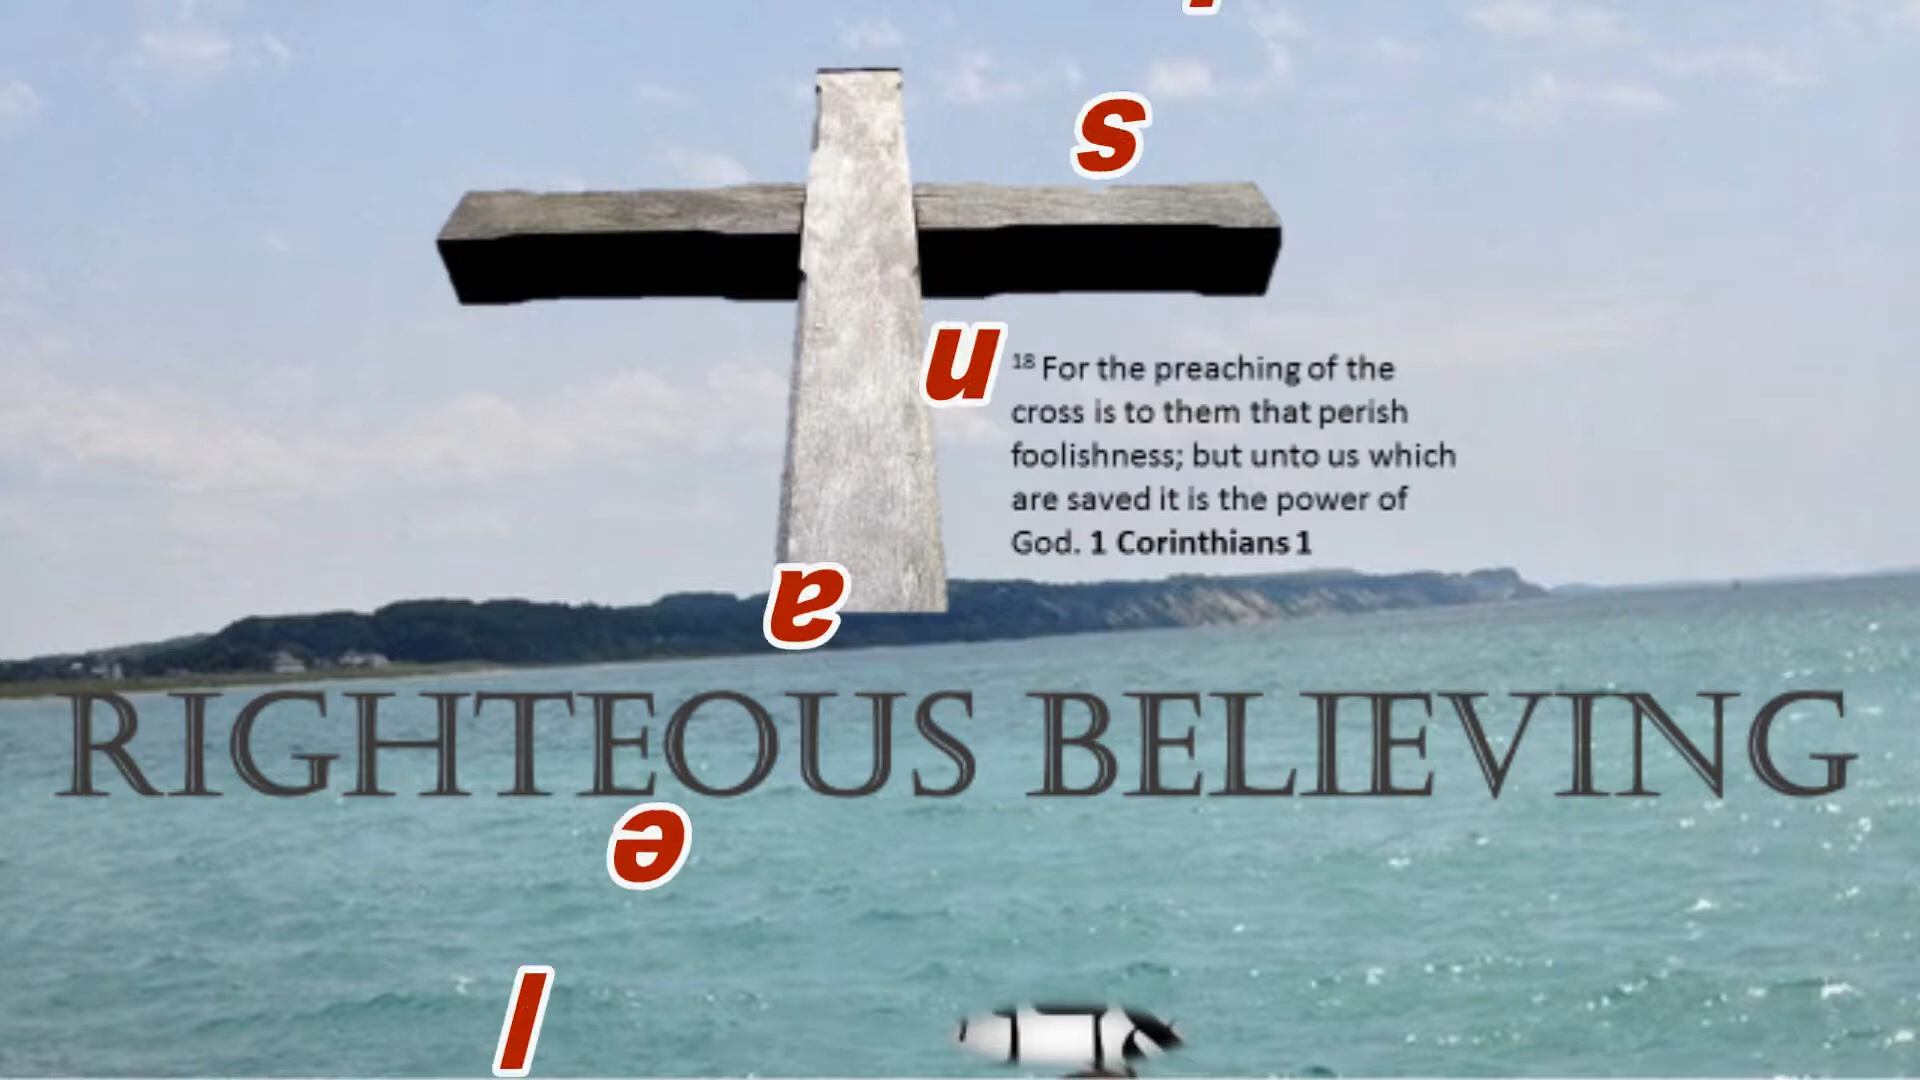 s
u
18 For the preaching of the
cross is to them that perish
foolishness; but unto us which
are saved it is the power of
God. 1 Corinthians 1
a
RIGHTEOUS BELIEVING
e
l